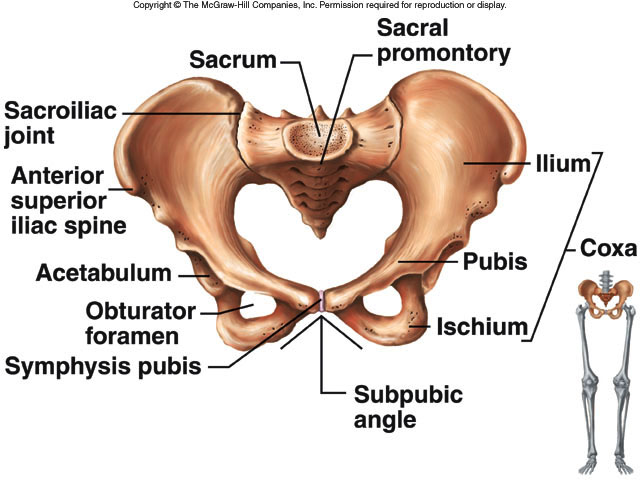 Copyright © The McGraw-Hill Companies, Inc. Permission required for reproduction or display.
Sacral
promontory
Sacrum
Sacroiliac
joint
Anterior
superior
iliac spine
Ilium
Coxa
Acetabulum
Pubis
Obturator
foramen
Ischium
Symphysis pubis
Subpubic
angle